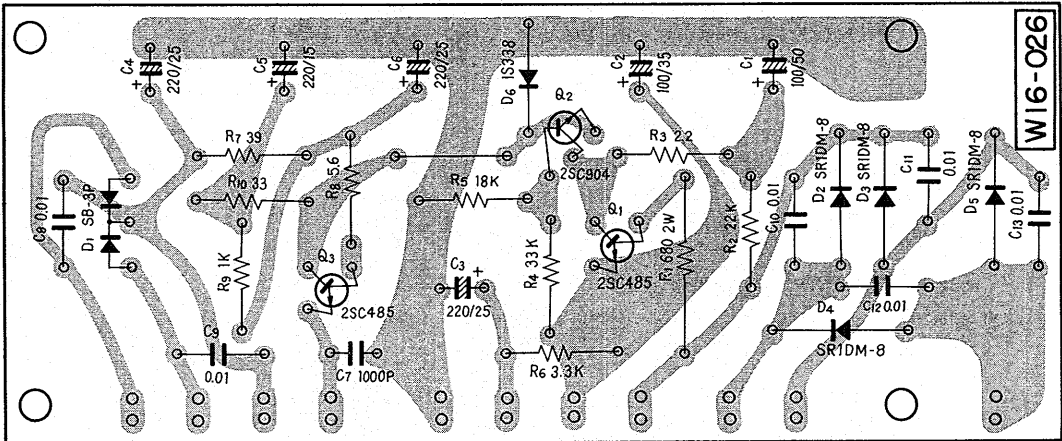 W16-026
C4
220/25
C5
220/15
C6
220/25
D6 1S338
C2
100/35
C1
100/50
Q2
2SC904
R7 39
R10 33
R8 5.6
R5 18K
R3 2.2
D2 SR1DM-8
D3 SR1DM-8
C11
0.01
D5 SR1DM-8
C13 0.01
C8 0.01
D1 SB-3P
R9 1K
Q3
2SC485
C3
220/25
R4 33K
Q1
2SC485
R1 680 2W
R2 22K
C10 0.01
C12 0.01
D4
SR1DM-8
C9
0.01
C7 1000P
R6 3.3K